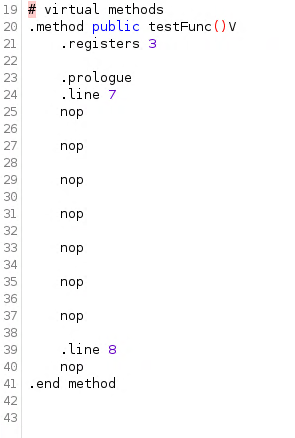 19 # virtual methods
20 .method public testFunc()V
21 .registers 3
22
23 .prologue
24 .line 7
25 nop
26
27 nop
28
29 nop
30
31 nop
32
33 nop
34
35 nop
36
37 nop
38
39 .line 8
40 nop
41 .end method
42
43